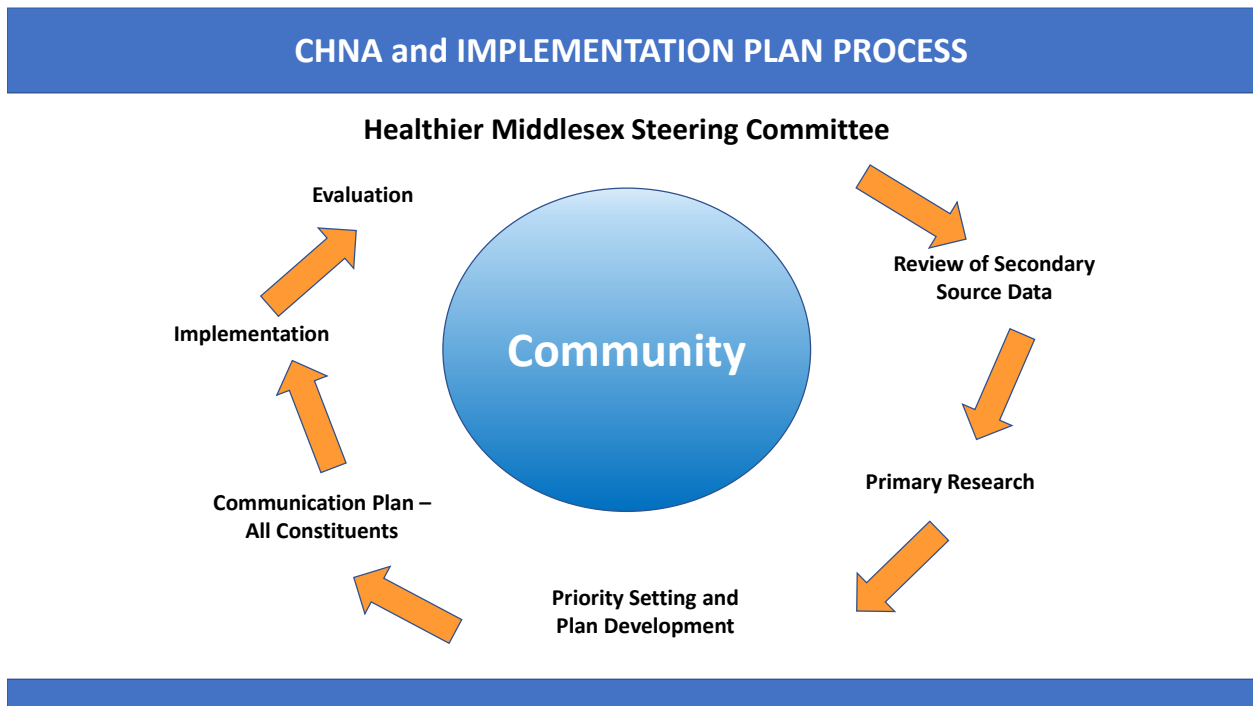 CHNA and IMPLEMENTATION PLAN PROCESS
Healthier Middlesex Steering Committee
Evaluation
Review of Secondary
Source Data
Implementation
Community
Primary Research
Communication Plan –
All Constituents
Priority Setting and
Plan Development